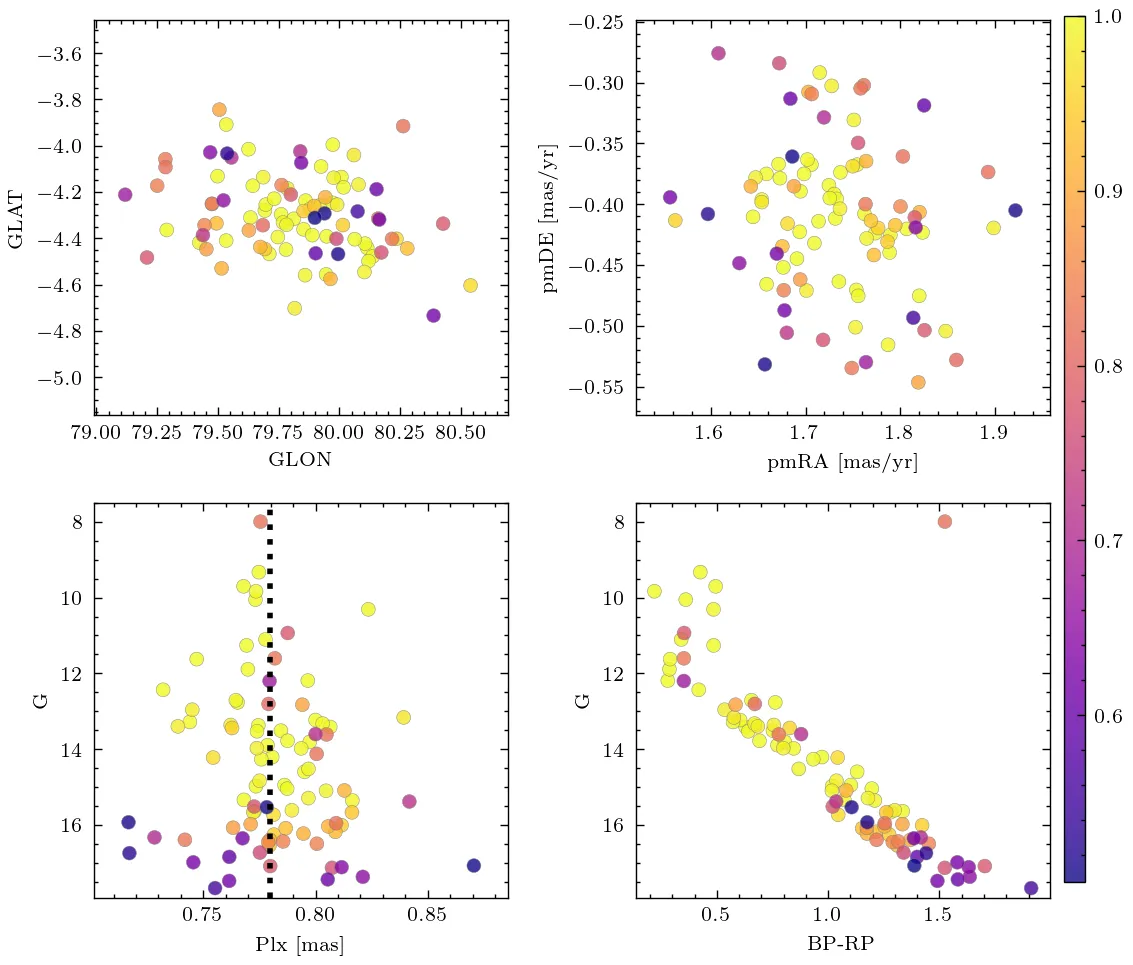 −3.6
−3.8
−4.0
−4.2
−4.4
−4.6
−4.8
−5.0
GLAT
79.00 79.25 79.50 79.75 80.00 80.25 80.50
GLON
−0.25
−0.30
−0.35
−0.40
−0.45
−0.50
−0.55
pmDE [mas/yr]
1.6 1.7 1.8 1.9
pmRA [mas/yr]
1.0
0.9
0.8
0.7
0.6
8
10
12
14
16
G
0.75 0.80 0.85
Plx [mas]
8
10
12
14
16
G
0.5 1.0 1.5
BP-RP